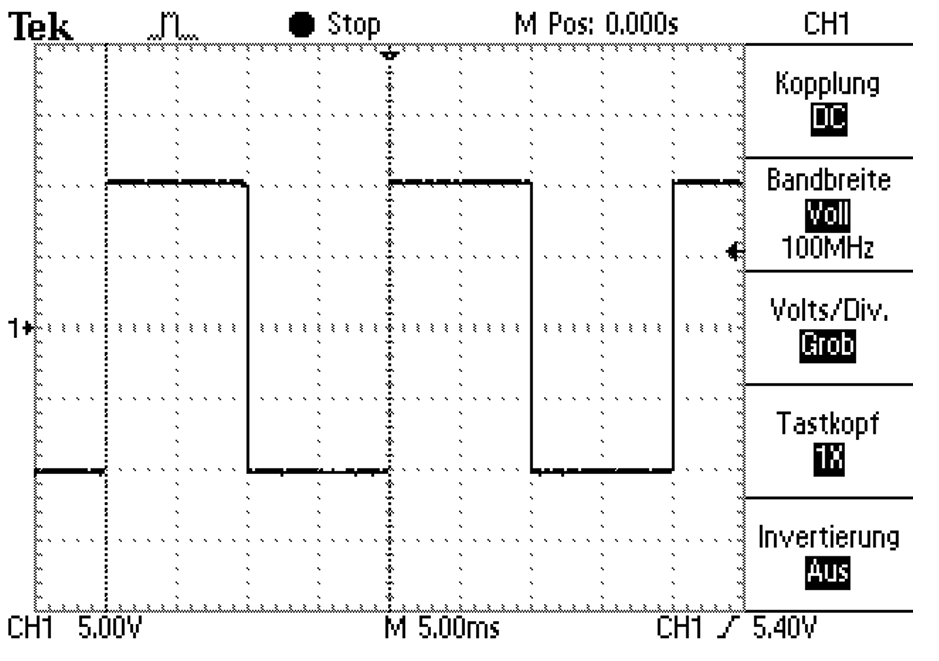 Tek Stop M Pos: 0.000s CH1
Kopplung
DC
Bandbreite
Voll
100MHz
1
Volts/Div.
Grob
Tastkopf
1X
Invertierung
Aus
CH1 5.00V M 5.00ms CH1 5.40V